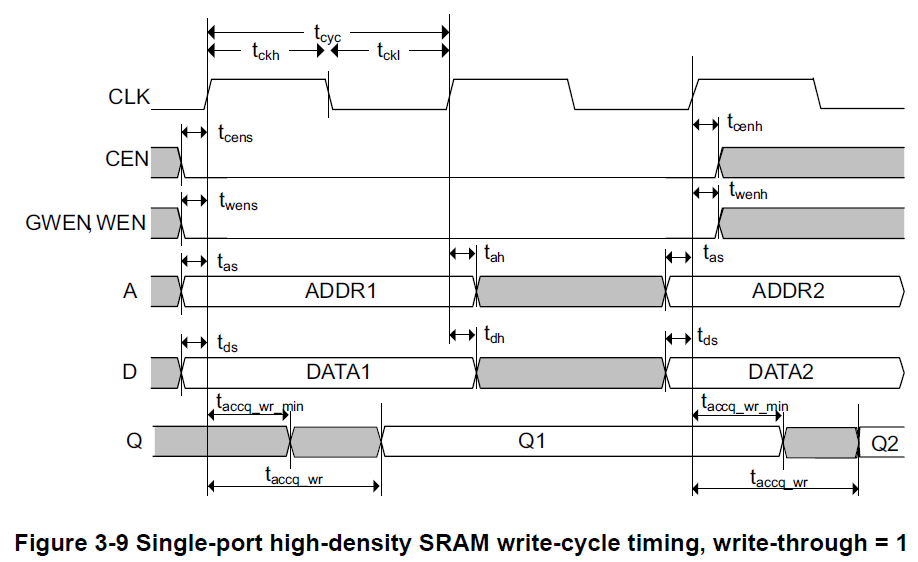 tcyc
tckh tckl
CLK
tcens tcenh
CEN
twens twenh
GWEN, WEN
tas tah tas
A ADDR1 ADDR2
tds tdh tds
D DATA1 DATA2
taccq_wr_min taccq_wr_min
Q Q1 Q2
taccq_wr taccq_wr
Figure 3-9 Single-port high-density SRAM write-cycle timing, write-through = 1